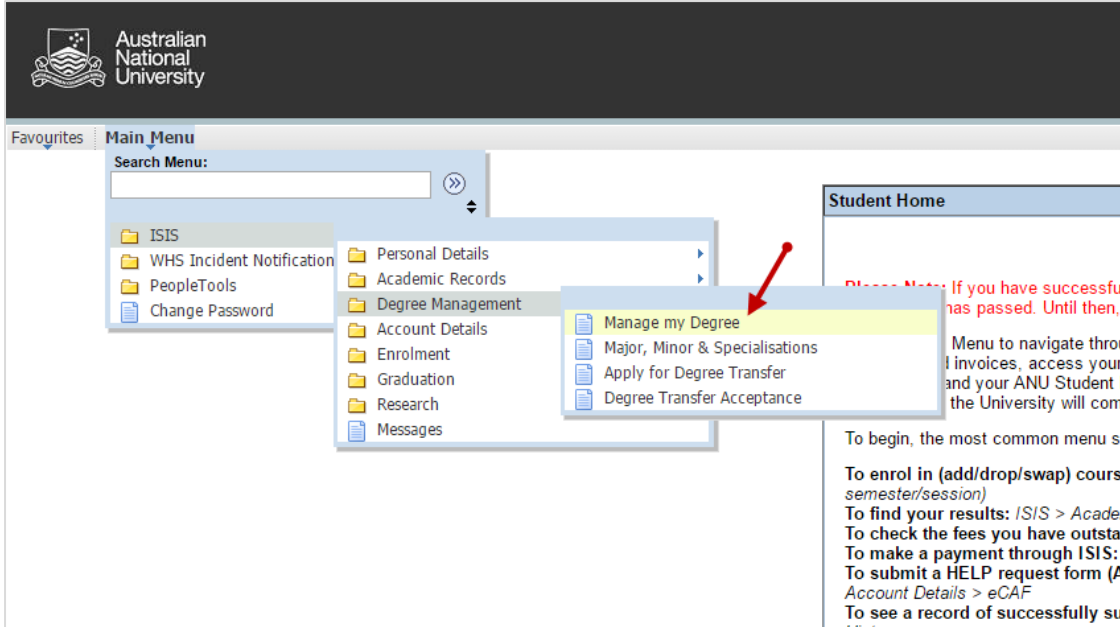 Australian
National
University
Favourites
Main Menu
Search Menu:
ISIS
WHS Incident Notification
PeopleTools
Change Password
Personal Details
Academic Records
Degree Management
Account Details
Enrolment
Graduation
Research
Messages
Manage my Degree
Major, Minor & Specialisations
Apply for Degree Transfer
Degree Transfer Acceptance
Student Home
Please Note: If you have successfu
has passed. Until then,
Menu to navigate throu
invoices, access your
and your ANU Student
the University will com
To begin, the most common menu s
To enrol in (add/drop/swap) cours
semester/session)
To find your results: ISIS > Acade
To check the fees you have outsta
To make a payment through ISIS:
To submit a HELP request form (A
Account Details > eCAF
To see a record of successfully su